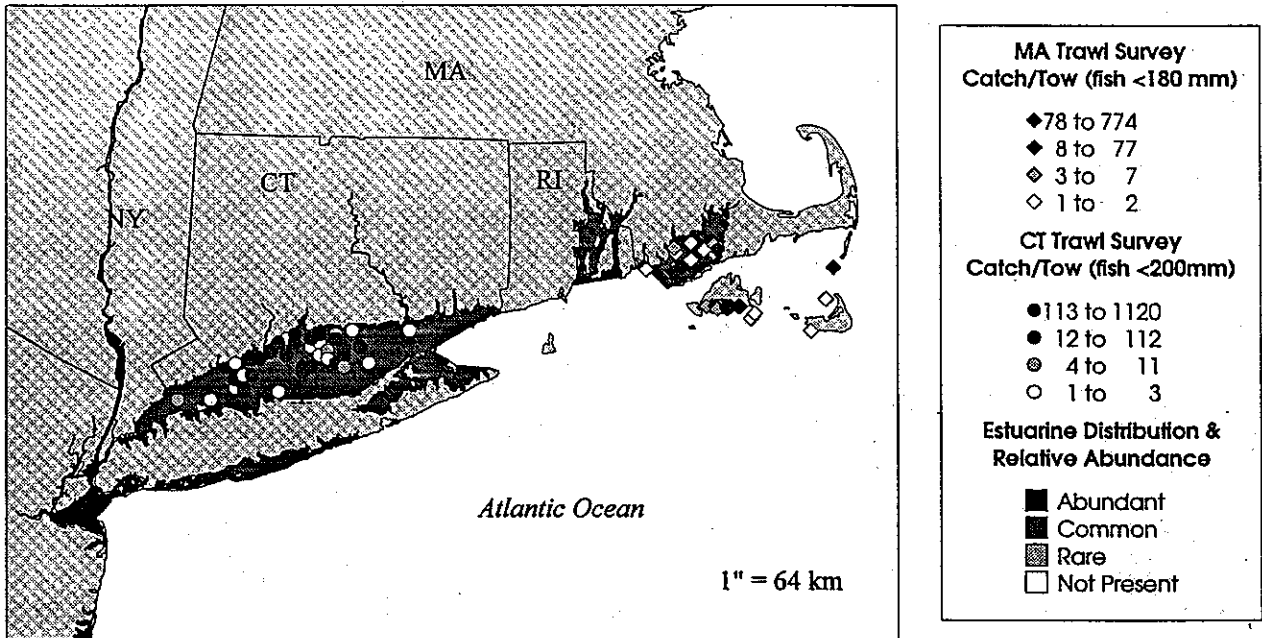 MA
CT
RI
NY
Atlantic Ocean
1" = 64 km
MA Trawl Survey
Catch/Tow (fish <180 mm)
78 to 774
8 to 77
3 to 7
1 to 2
CT Trawl Survey
Catch/Tow (fish <200mm)
113 to 1120
12 to 112
4 to 11
1 to 3
Estuarine Distribution &
Relative Abundance
Abundant
Common
Rare
Not Present